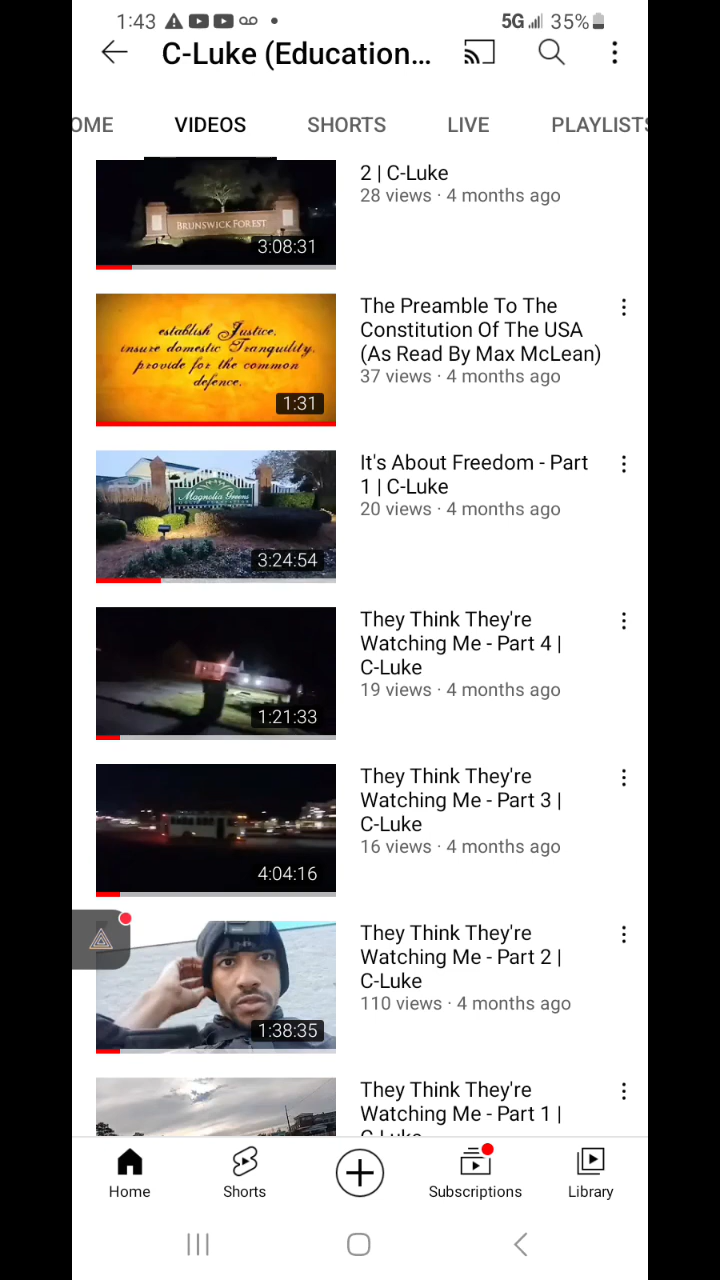 1:43
5G 35%
C-Luke (Education...
OME VIDEOS SHORTS LIVE PLAYLISTS
BRUNSWICK FOREST
3:08:31
2 | C-Luke
28 views · 4 months ago
establish Justice,
insure domestic Tranquility,
provide for the common
defence,
1:31
The Preamble To The
Constitution Of The USA
(As Read By Max McLean)
37 views · 4 months ago
Magnolia Greens
3:24:54
It's About Freedom - Part
1 | C-Luke
20 views · 4 months ago
1:21:33
They Think They're
Watching Me - Part 4 |
C-Luke
19 views · 4 months ago
4:04:16
They Think They're
Watching Me - Part 3 |
C-Luke
16 views · 4 months ago
1:38:35
They Think They're
Watching Me - Part 2 |
C-Luke
110 views · 4 months ago
They Think They're
Watching Me - Part 1 |
C-Luke
Home Shorts Subscriptions Library